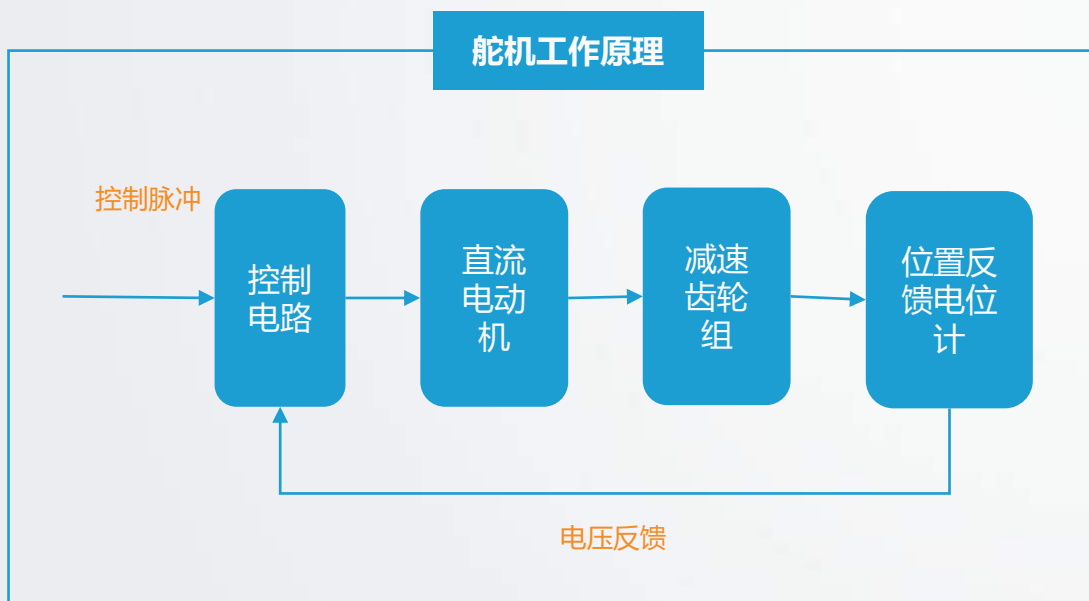 舵机工作原理
控制脉冲
控制
电路
直流
电动
机
减速
齿轮
组
位置反
馈电位
计
电压反馈